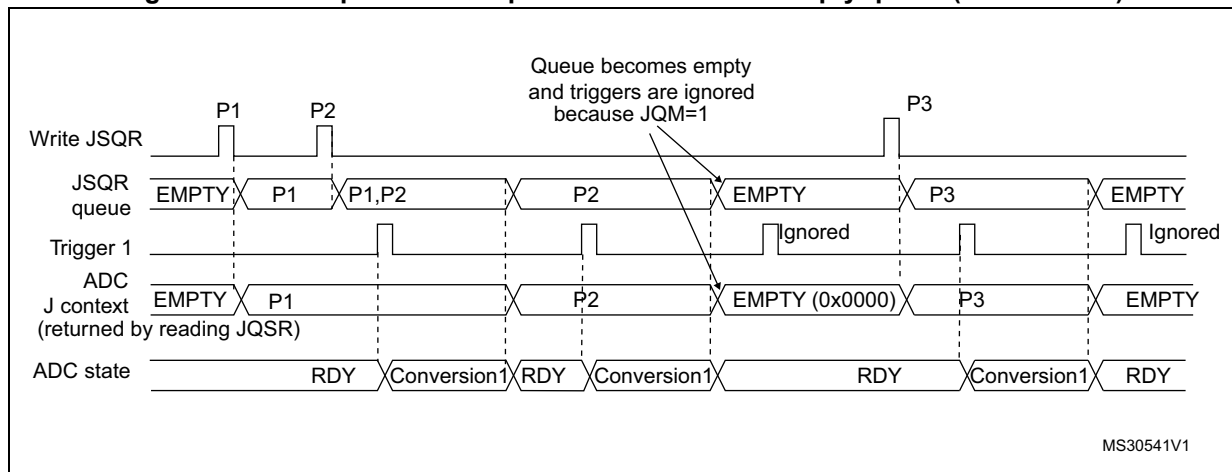 Queue becomes empty
and triggers are ignored
because JQM=1
P1
P2
P3
Write JSQR
JSQR
queue
EMPTY
P1
P1,P2
P2
EMPTY
P3
EMPTY
Trigger 1
Ignored
Ignored
ADC
J context
(returned by reading JQSR)
EMPTY
P1
P2
EMPTY (0x0000)
P3
EMPTY
ADC state
RDY
Conversion1
RDY
Conversion1
RDY
Conversion1
RDY
MS30541V1